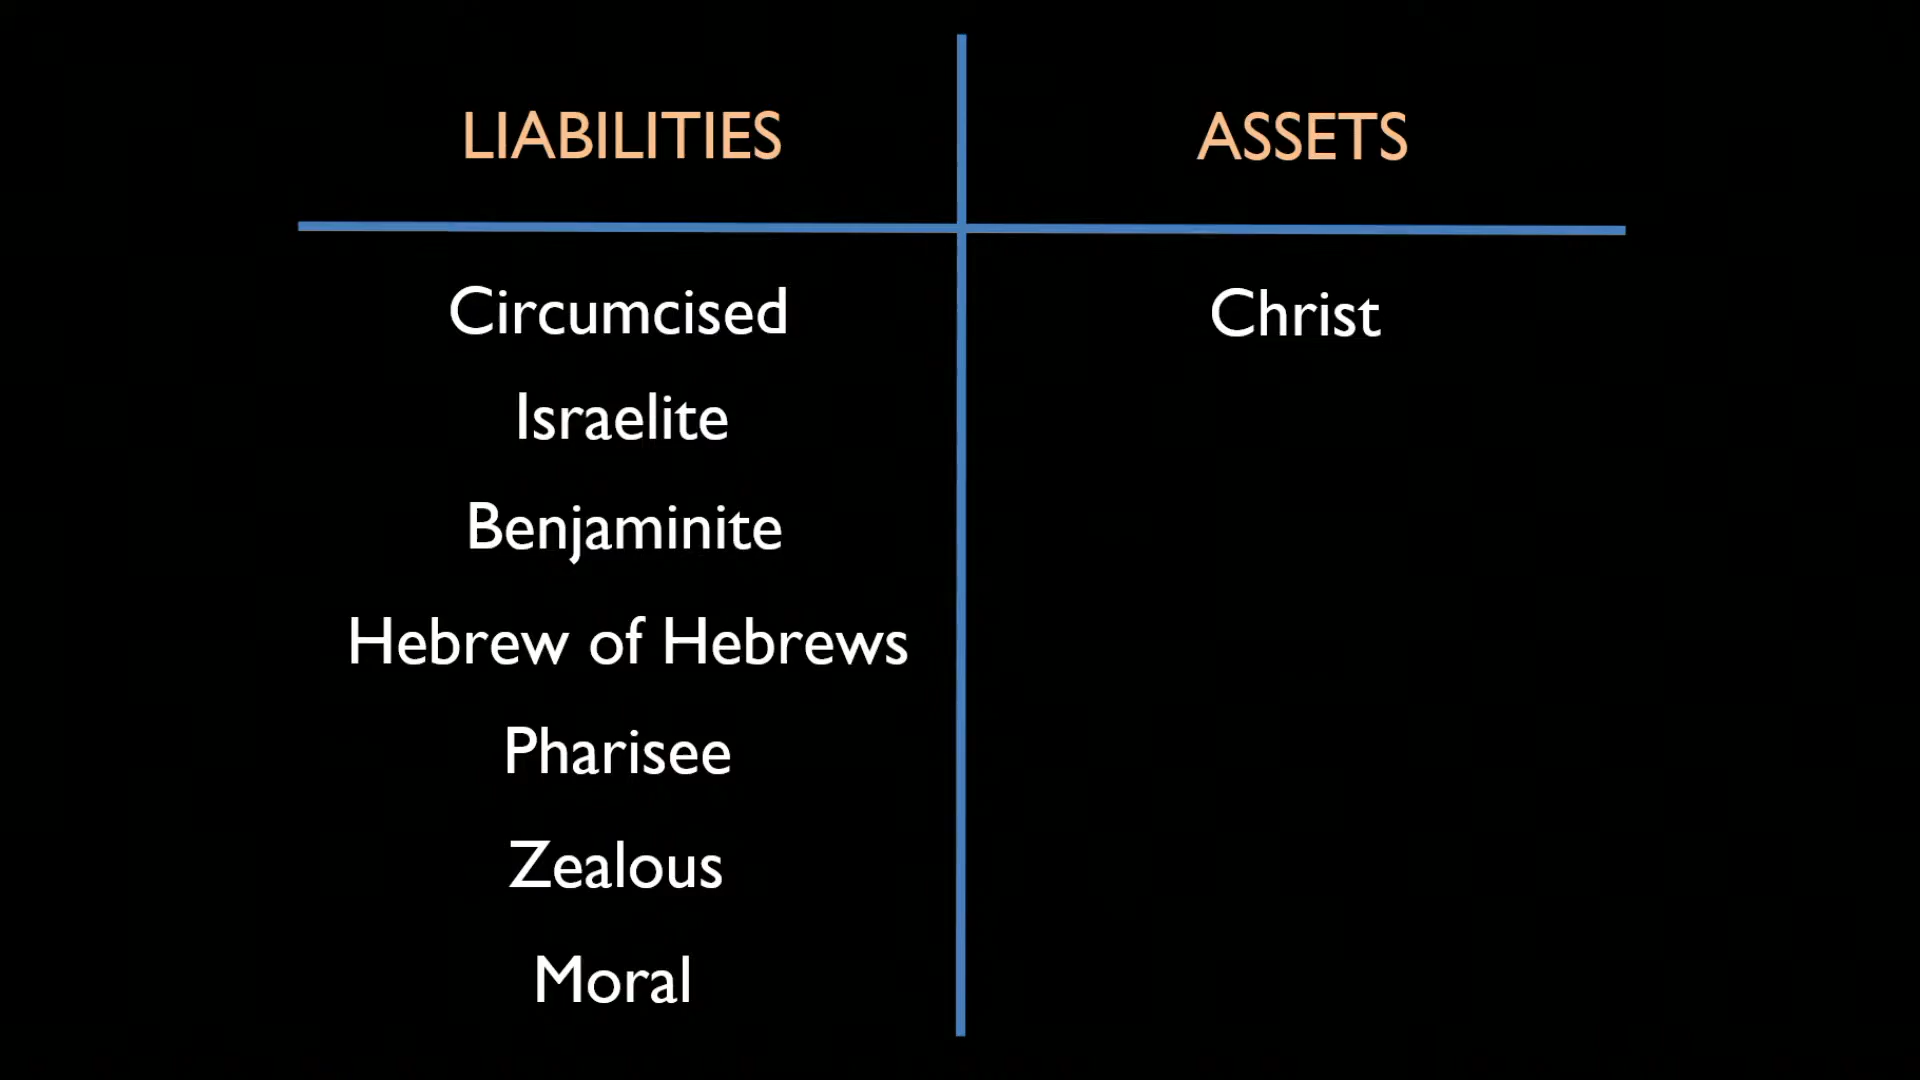 LIABILITIES
ASSETS
Circumcised
Christ
Israelite
Benjaminite
Hebrew of Hebrews
Pharisee
Zealous
Moral